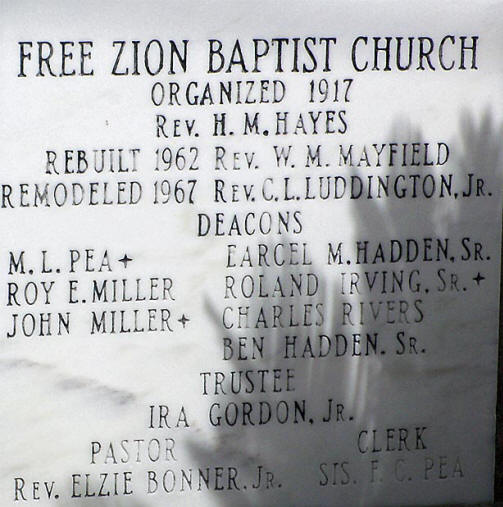 FREE ZION BAPTIST CHURCH
ORGANIZED 1917
REV. H. M. HAYES
REBUILT 1962 REV. W. M. MAYFIELD
REMODELED 1967 REV. C. L. LUDDINGTON, JR.
DEACONS
M. L. PEA + EARCEL M. HADDEN, SR.
ROY E. MILLER ROLAND IRVING, SR. +
JOHN MILLER + CHARLES RIVERS
BEN HADDEN. SR.
TRUSTEE
IRA GORDON, JR.
PASTOR CLERK
REV. ELZIE BONNER, JR. SIS. F. C. PEA